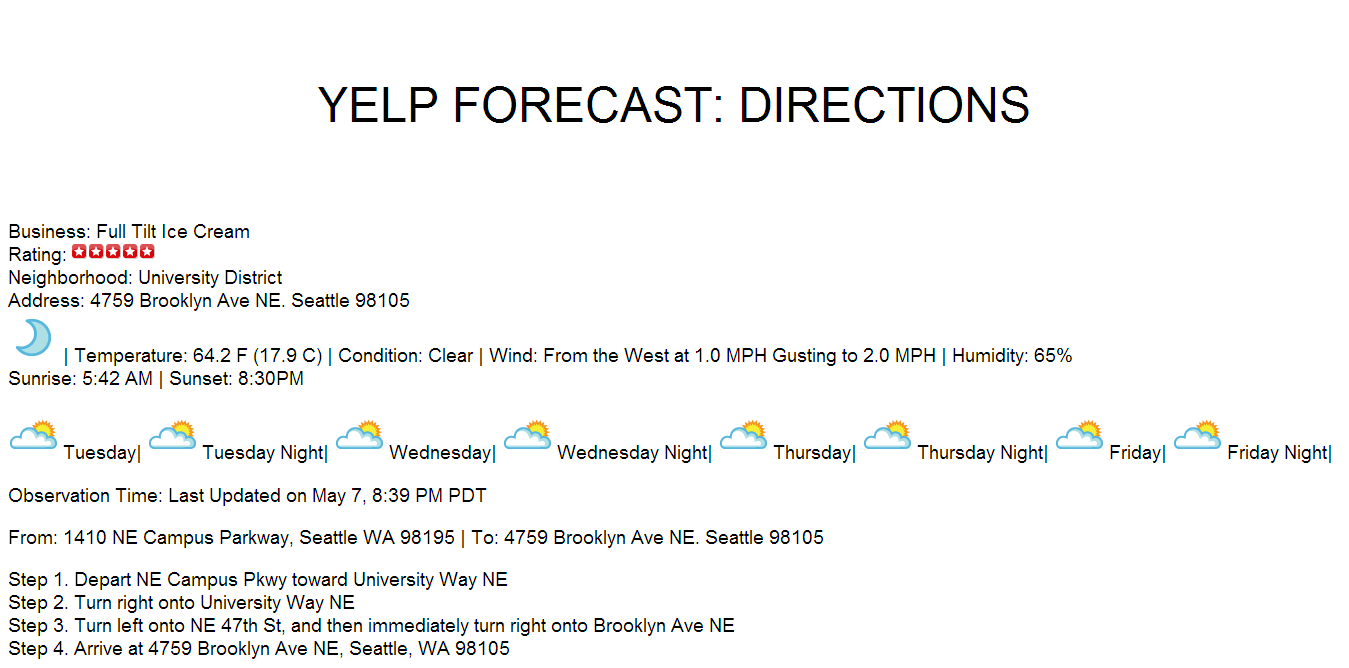 YELP FORECAST: DIRECTIONS
Business: Full Tilt Ice Cream
Rating:
Neighborhood: University District
Address: 4759 Brooklyn Ave NE. Seattle 98105
| Temperature: 64.2 F (17.9 C) | Condition: Clear | Wind: From the West at 1.0 MPH Gusting to 2.0 MPH | Humidity: 65%
Sunrise: 5:42 AM | Sunset: 8:30PM
Tuesday| Tuesday Night| Wednesday| Wednesday Night| Thursday| Thursday Night| Friday| Friday Night|
Observation Time: Last Updated on May 7, 8:39 PM PDT
From: 1410 NE Campus Parkway, Seattle WA 98195 | To: 4759 Brooklyn Ave NE. Seattle 98105
Step 1. Depart NE Campus Pkwy toward University Way NE
Step 2. Turn right onto University Way NE
Step 3. Turn left onto NE 47th St, and then immediately turn right onto Brooklyn Ave NE
Step 4. Arrive at 4759 Brooklyn Ave NE, Seattle, WA 98105